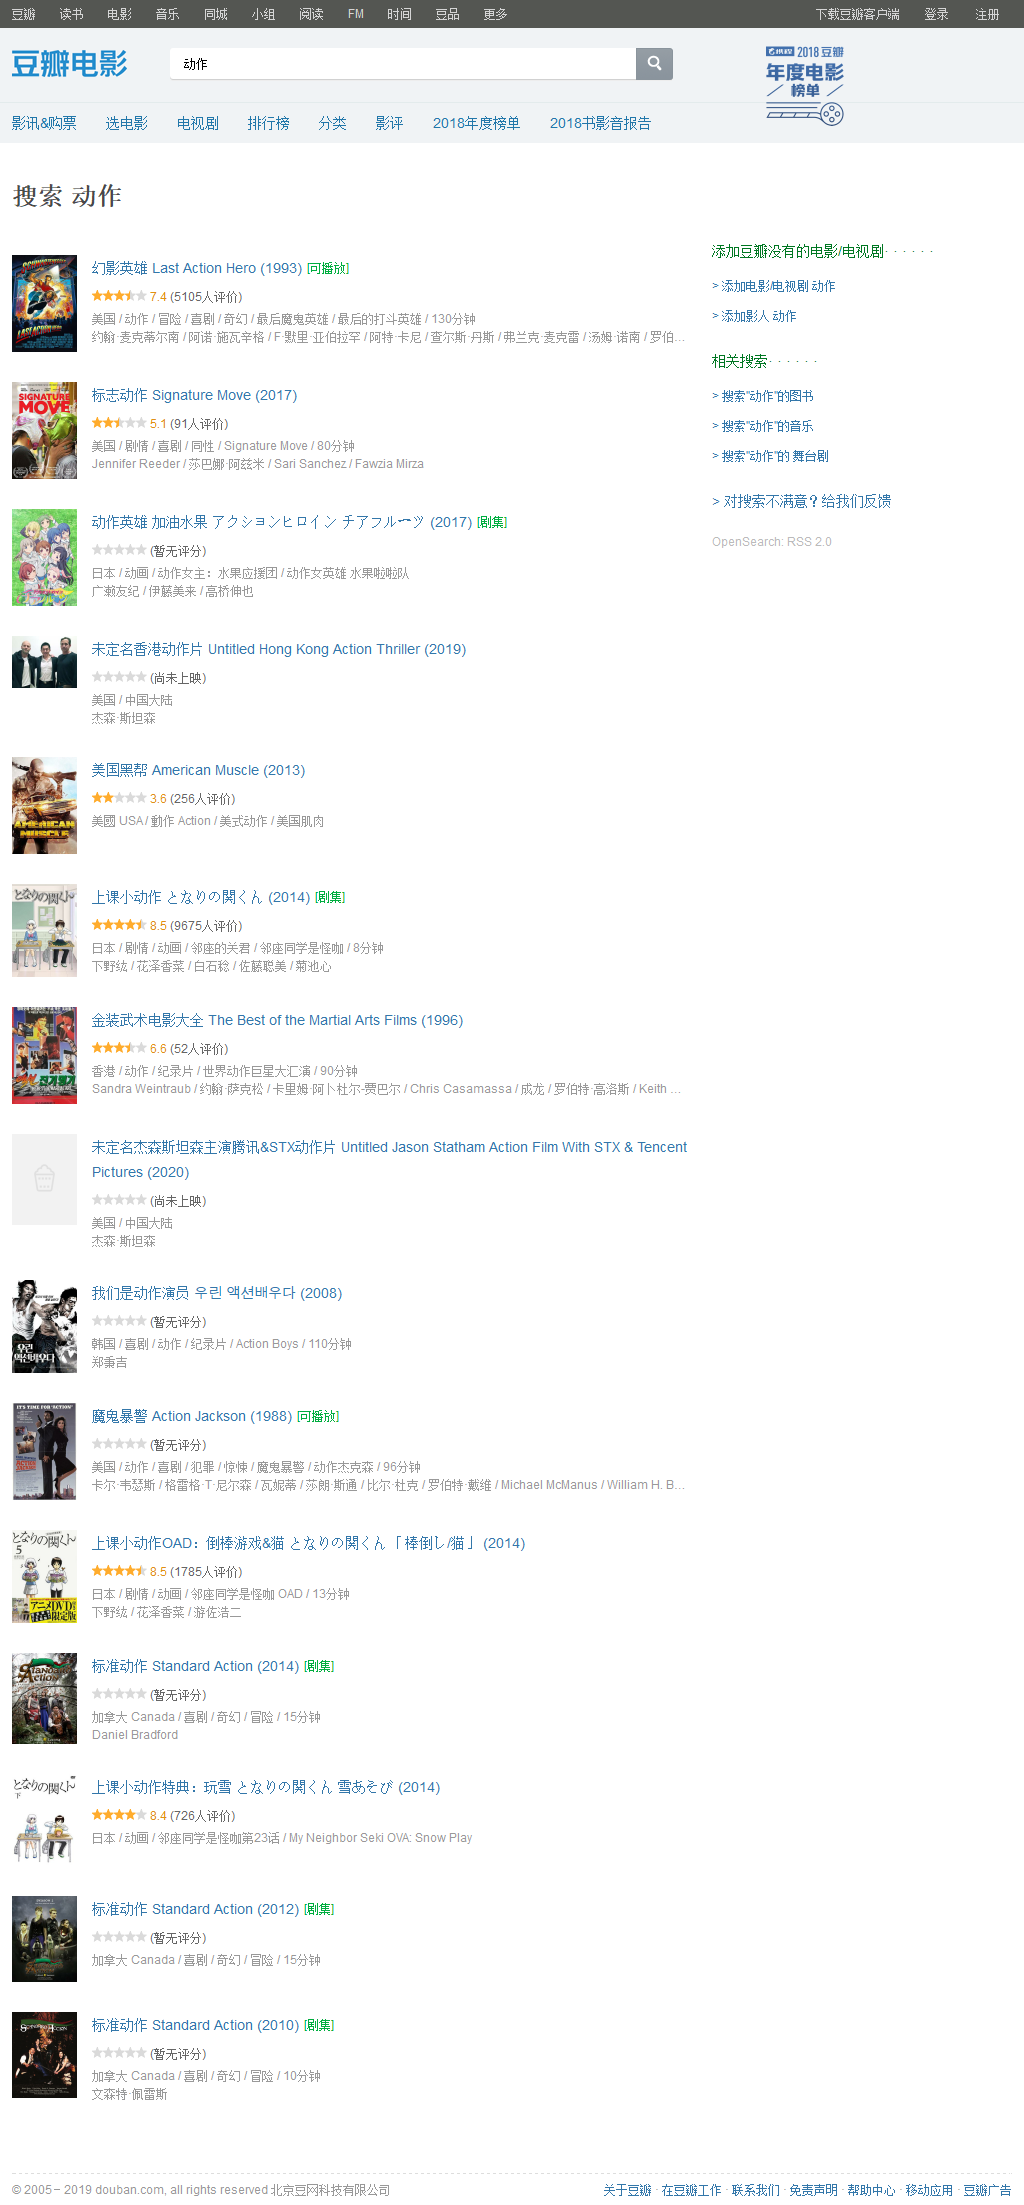 豆瓣 读书 电影 音乐 同城 小组 阅读 FM 时间 豆品 更多 下载豆瓣客户端 登录 注册
豆瓣电影
动作
携程 2018 豆瓣
年度电影
榜单
影讯&购票 选电影 电视剧 排行榜 分类 影评 2018年度榜单 2018书影音报告
搜索 动作
幻影英雄 Last Action Hero (1993) [可播放]
7.4 (5105人评价)
美国 / 动作 / 冒险 / 喜剧 / 奇幻 / 最后魔鬼英雄 / 最后的打斗英雄 / 130分钟
约翰·麦克蒂尔南 / 阿诺·施瓦辛格 / F·默里·亚伯拉罕 / 阿特·卡尼 / 查尔斯·丹斯 / 弗兰克·麦克雷 / 汤姆·诺南 / 罗伯...
标志动作 Signature Move (2017)
5.1 (91人评价)
美国 / 剧情 / 喜剧 / 同性 / Signature Move / 80分钟
Jennifer Reeder / 莎巴娜·阿兹米 / Sari Sanchez / Fawzia Mirza
动作英雄 加油水果 アクションヒロイン チアフルーツ (2017) [剧集]
(暂无评分)
日本 / 动画 / 动作女主：水果应援团 / 动作女英雄 水果啦啦队
广濑友纪 / 伊藤美来 / 高桥伸也
未定名香港动作片 Untitled Hong Kong Action Thriller (2019)
(尚未上映)
美国 / 中国大陆
杰森·斯坦森
美国黑帮 American Muscle (2013)
3.6 (256人评价)
美國 USA / 動作 Action / 美式动作 / 美国肌肉
上课小动作 となりの関くん (2014) [剧集]
8.5 (9675人评价)
日本 / 剧情 / 动画 / 邻座的关君 / 邻座同学是怪咖 / 8分钟
下野纮 / 花泽香菜 / 白石稔 / 佐藤聪美 / 菊池心
金装武术电影大全 The Best of the Martial Arts Films (1996)
6.6 (52人评价)
香港 / 动作 / 纪录片 / 世界动作巨星大汇演 / 90分钟
Sandra Weintraub / 约翰·萨克松 / 卡里姆·阿卜杜尔-贾巴尔 / Chris Casamassa / 成龙 / 罗伯特·高洛斯 / Keith ...
未定名杰森斯坦森主演腾讯&STX动作片 Untitled Jason Statham Action Film With STX & Tencent
Pictures (2020)
(尚未上映)
美国 / 中国大陆
杰森·斯坦森
我们是动作演员 우린 액션배우다 (2008)
(暂无评分)
韩国 / 喜剧 / 动作 / 纪录片 / Action Boys / 110分钟
郑秉吉
魔鬼暴警 Action Jackson (1988) [可播放]
(暂无评分)
美国 / 动作 / 喜剧 / 犯罪 / 惊悚 / 魔鬼暴警 / 动作杰克森 / 96分钟
卡尔·韦瑟斯 / 格雷格·T·尼尔森 / 瓦妮蒂 / 莎朗·斯通 / 比尔·杜克 / 罗伯特·戴维 / Michael McManus / William H. B...
上课小动作OAD：倒棒游戏&猫 となりの関くん 「棒倒し/猫」 (2014)
8.5 (1785人评价)
日本 / 剧情 / 动画 / 邻座同学是怪咖 OAD / 13分钟
下野纮 / 花泽香菜 / 游佐浩二
标准动作 Standard Action (2014) [剧集]
(暂无评分)
加拿大 Canada / 喜剧 / 奇幻 / 冒险 / 15分钟
Daniel Bradford
上课小动作特典：玩雪 となりの関くん 雪あそび (2014)
8.4 (726人评价)
日本 / 动画 / 邻座同学是怪咖第23话 / My Neighbor Seki OVA: Snow Play
标准动作 Standard Action (2012) [剧集]
(暂无评分)
加拿大 Canada / 喜剧 / 奇幻 / 冒险 / 15分钟
标准动作 Standard Action (2010) [剧集]
(暂无评分)
加拿大 Canada / 喜剧 / 奇幻 / 冒险 / 10分钟
文森特·佩雷斯
添加豆瓣没有的电影/电视剧· · · · · ·
> 添加电影/电视剧 动作
> 添加影人 动作
相关搜索· · · · · ·
> 搜索"动作"的图书
> 搜索"动作"的音乐
> 搜索"动作"的 舞台剧
> 对搜索不满意？给我们反馈
OpenSearch: RSS 2.0
© 2005－2019 douban.com, all rights reserved 北京豆网科技有限公司 关于豆瓣 · 在豆瓣工作 · 联系我们 · 免责声明 · 帮助中心 · 移动应用 · 豆瓣广告